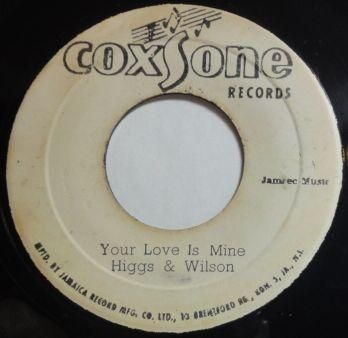 coxsone
RECORDS
Jamrec Music
Your Love Is Mine
Higgs & Wilson
MFD. BY JAMAICA RECORD MFG. CO. LTD., 13 BRENTFORD RD., KGN. 5, JA., W.I.